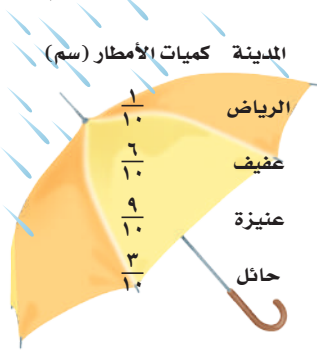 المدينة كميات الأمطار (سم)
الرياض ١/١٠
عفيف ٦/١٠
عنيزة ٩/١٠
حائل ٣/١٠